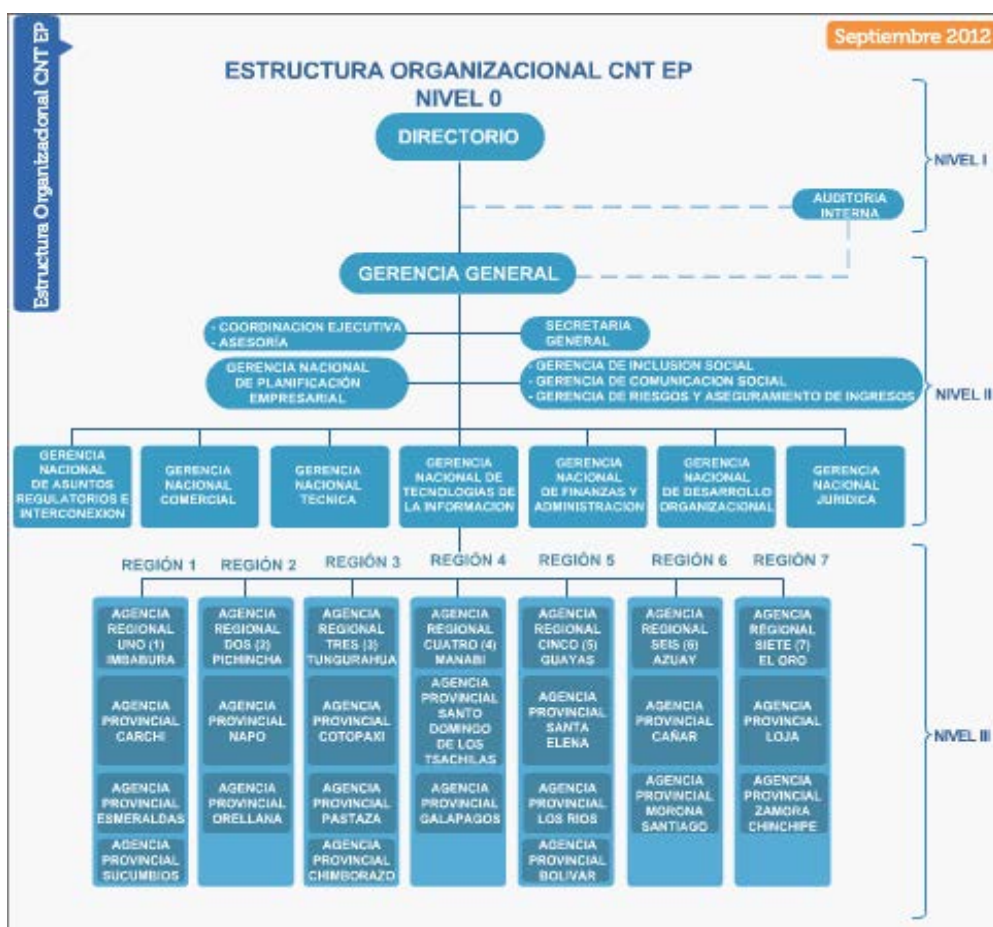 Estructura Organizacional CNT EP
Septiembre 2012
ESTRUCTURA ORGANIZACIONAL CNT EP
NIVEL 0
DIRECTORIO
NIVEL I
AUDITORIA
INTERNA
GERENCIA GENERAL
- COORDINACION EJECUTIVA
- ASESORÍA
SECRETARIA
GENERAL
GERENCIA NACIONAL
DE PLANIFICACIÓN
EMPRESARIAL
- GERENCIA DE INCLUSION SOCIAL
- GERENCIA DE COMUNICACION SOCIAL
- GERENCIA DE RIESGOS Y ASEGURAMIENTO DE INGRESOS
NIVEL II
GERENCIA
NACIONAL
DE ASUNTOS
REGULATORIOS E
INTERCONEXION
GERENCIA
NACIONAL
COMERCIAL
GERENCIA
NACIONAL
TECNICA
GERENCIA
NACIONAL DE
TECNOLOGIAS DE
LA INFORMACION
GERENCIA
NACIONAL
DE FINANZAS Y
ADMINISTRACION
GERENCIA
NACIONAL
DE DESARROLLO
ORGANIZACIONAL
GERENCIA
NACIONAL
JURIDICA
REGIÓN 1
REGIÓN 2
REGIÓN 3
REGIÓN 4
REGIÓN 5
REGIÓN 6
REGIÓN 7
AGENCIA
REGIONAL
UNO (1)
IMBABURA
AGENCIA
REGIONAL
DOS (2)
PICHINCHA
AGENCIA
REGIONAL
TRES (3)
TUNGURAHUA
AGENCIA
REGIONAL
CUATRO (4)
MANABI
AGENCIA
REGIONAL
CINCO (5)
GUAYAS
AGENCIA
REGIONAL
SEIS (6)
AZUAY
AGENCIA
REGIONAL
SIETE (7)
EL ORO
AGENCIA
PROVINCIAL
CARCHI
AGENCIA
PROVINCIAL
NAPO
AGENCIA
PROVINCIAL
COTOPAXI
AGENCIA
PROVINCIAL
SANTO
DOMINGO
DE LOS
TSACHILAS
AGENCIA
PROVINCIAL
SANTA
ELENA
AGENCIA
PROVINCIAL
CAÑAR
AGENCIA
PROVINCIAL
LOJA
NIVEL III
AGENCIA
PROVINCIAL
ESMERALDAS
AGENCIA
PROVINCIAL
ORELLANA
AGENCIA
PROVINCIAL
PASTAZA
AGENCIA
PROVINCIAL
GALAPAGOS
AGENCIA
PROVINCIAL
LOS RIOS
AGENCIA
PROVINCIAL
MORONA
SANTIAGO
AGENCIA
PROVINCIAL
ZAMORA
CHINCHIPE
AGENCIA
PROVINCIAL
SUCUMBIOS
AGENCIA
PROVINCIAL
CHIMBORAZO
AGENCIA
PROVINCIAL
BOLIVAR